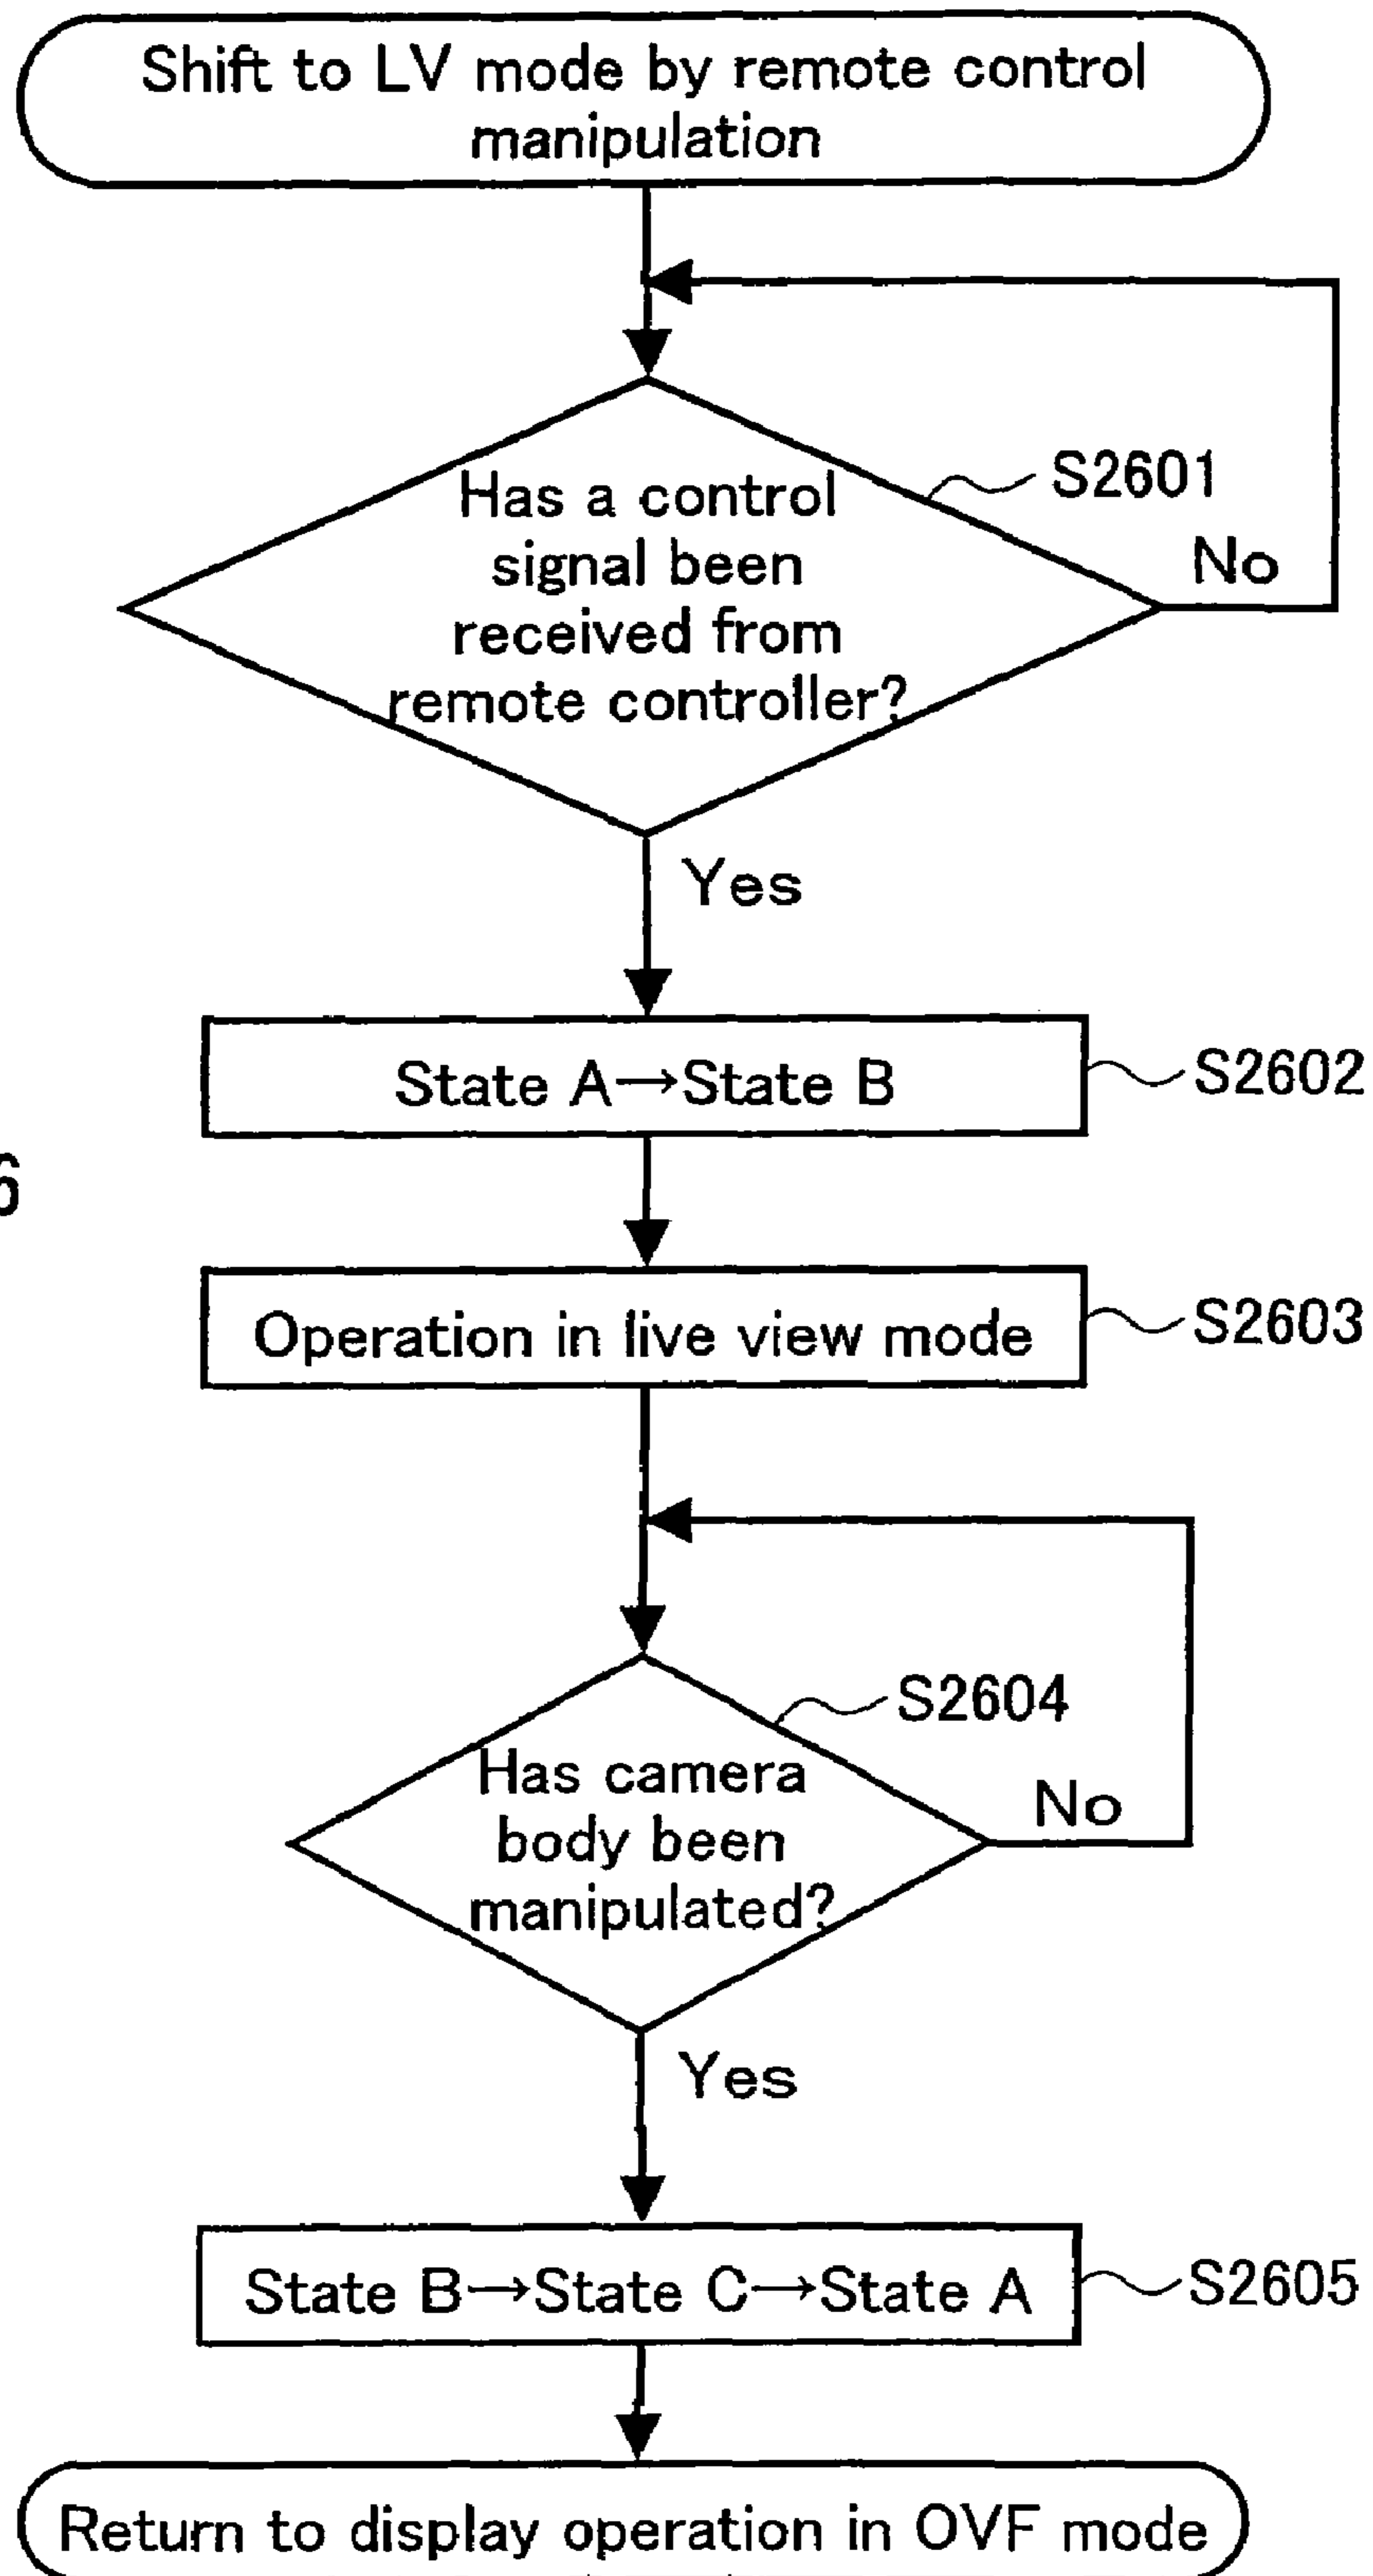 Shift to LV mode by remote control
manipulation
Has a control
signal been
received from
remote controller?
S2601
No
Yes
State A→State B
S2602
6
Operation in live view mode
S2603
Has camera
body been
manipulated?
S2604
No
Yes
State B→State C→State A
S2605
Return to display operation in OVF mode